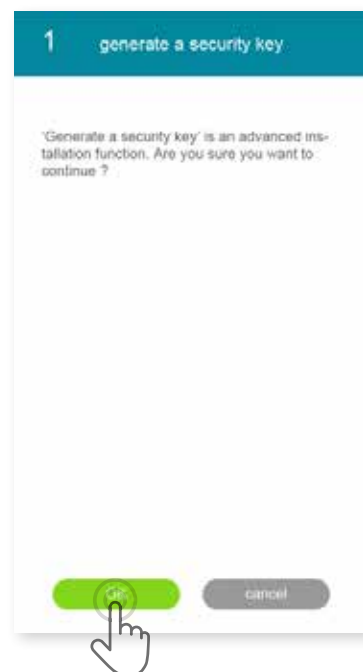 1 generate a security key
'Generate a security key' is an advanced ins-
tallation function. Are you sure you want to
continue ?
cancel